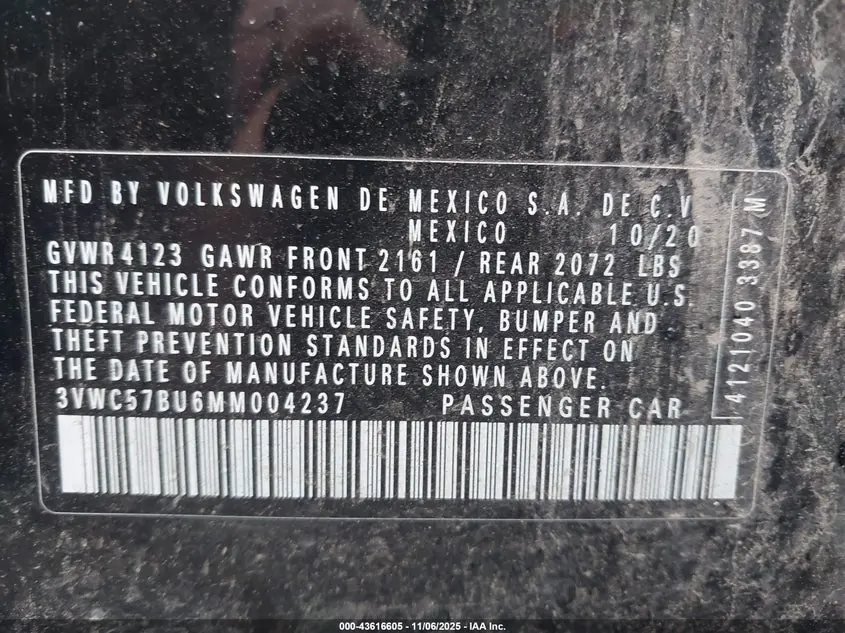 MFD BY VOLKSWAGEN DE MEXICO S.A. DE C.V
MEXICO 10/20
GVWR4123 GAWR FRONT 2161 / REAR 2072 LBS
THIS VEHICLE CONFORMS TO ALL APPLICABLE U.S.
FEDERAL MOTOR VEHICLE SAFETY, BUMPER AND
THEFT PREVENTION STANDARDS IN EFFECT ON
THE DATE OF MANUFACTURE SHOWN ABOVE.
3VWC57BU6MM004237 PASSENGER CAR
4121040 3387 M
000-43616605 - 11/06/2025 - IAA Inc.